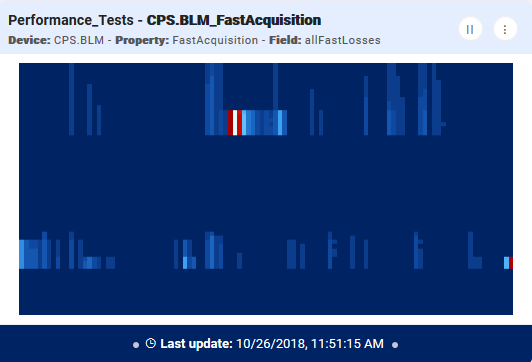 Performance_Tests - CPS.BLM_FastAcquisition
Device: CPS.BLM - Property: FastAcquisition - Field: allFastLosses
Last update: 10/26/2018, 11:51:15 AM